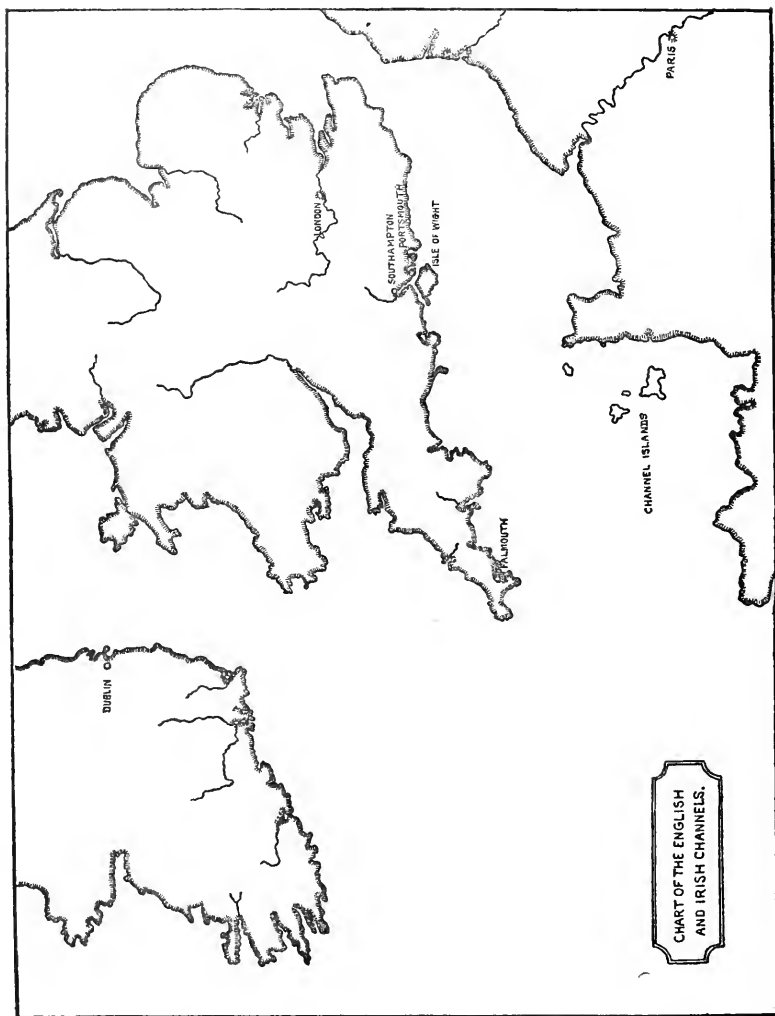 DUBLIN
LONDON
SOUTHAMPTON
PORTSMOUTH
ISLE OF WIGHT
FALMOUTH
CHANNEL ISLANDS
PARIS
CHART OF THE ENGLISH
AND IRISH CHANNELS.